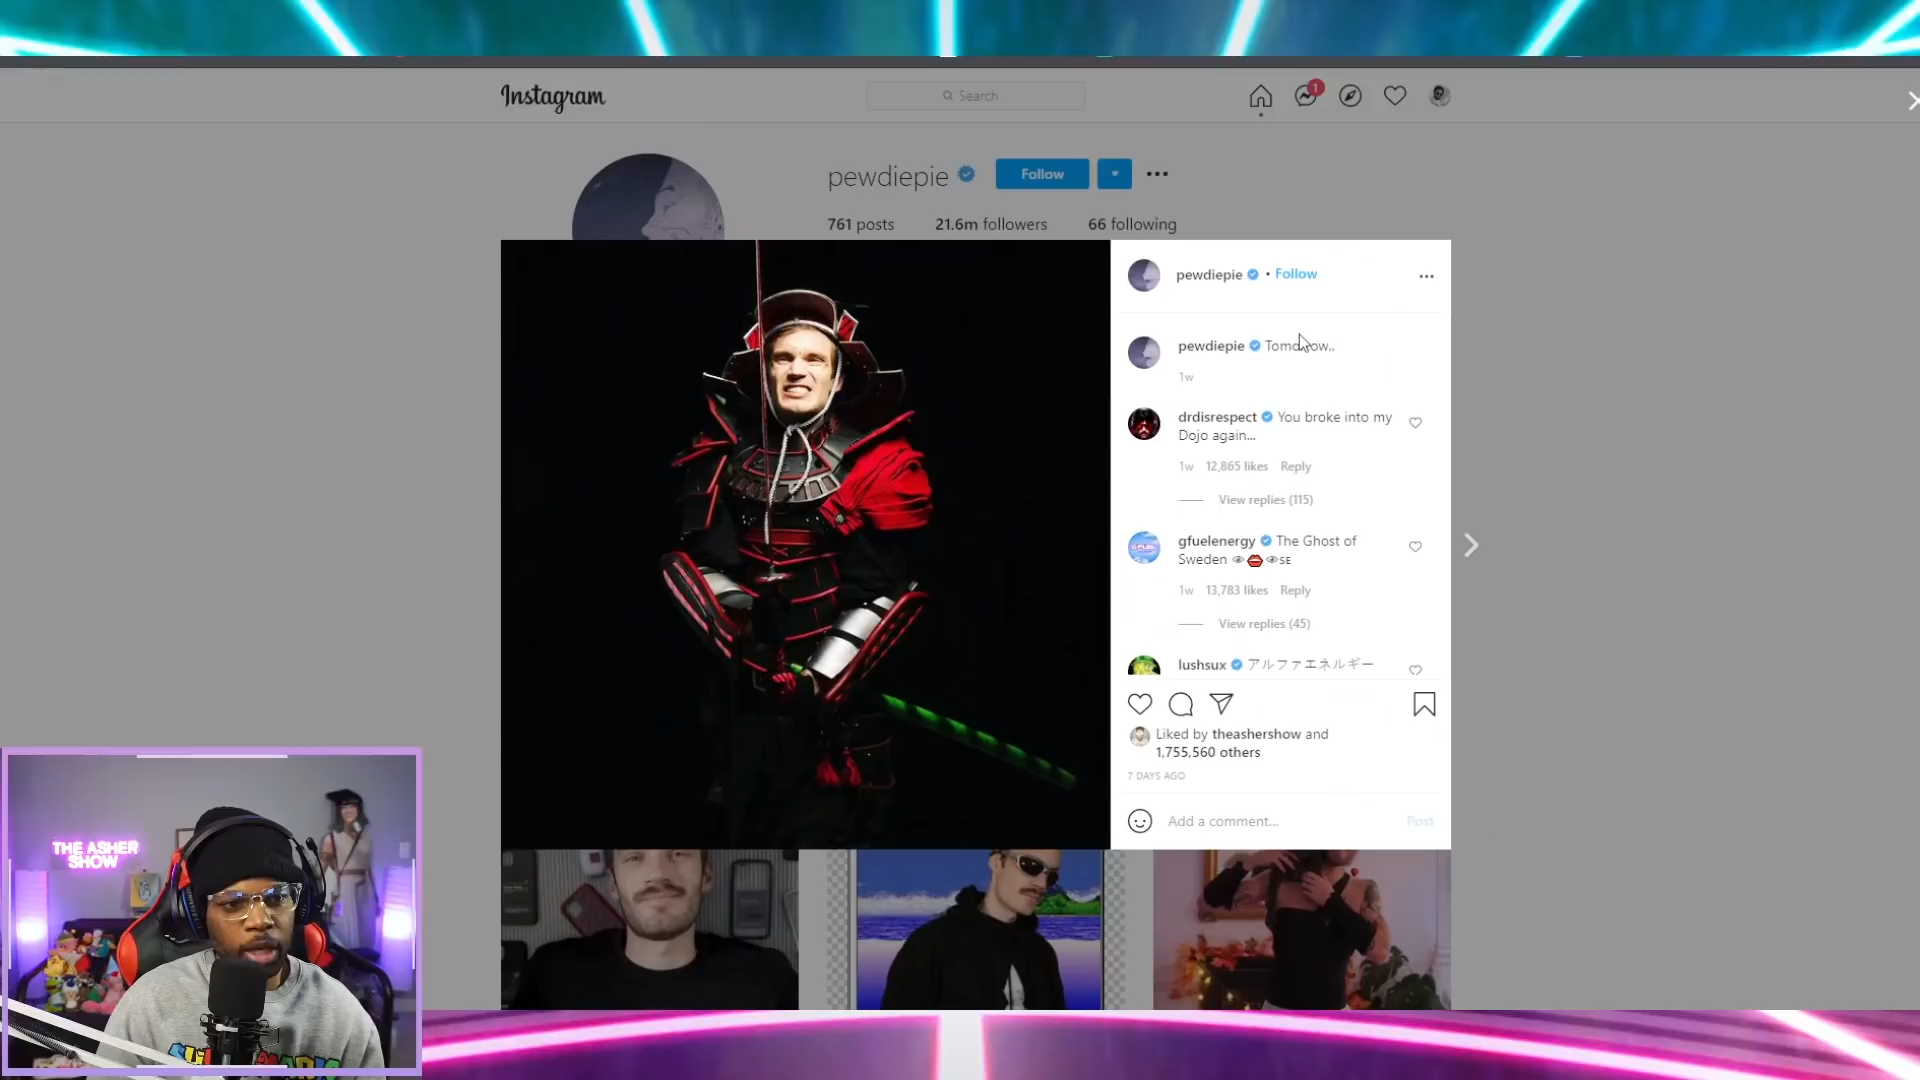 Instagram
Search
1
pewdiepie
Follow
761 posts 21.6m followers 66 following
pewdiepie • Follow
pewdiepie Tomorrow..
1w
drdisrespect You broke into my
Dojo again...
1w 12,865 likes Reply
View replies (115)
gfuelenergy The Ghost of
Sweden 👁👄👁SE
1w 13,783 likes Reply
View replies (45)
lushsux アルファエネルギー
Liked by theashershow and
1,755,560 others
7 DAYS AGO
Add a comment...
Post
THE ASHER
SHOW